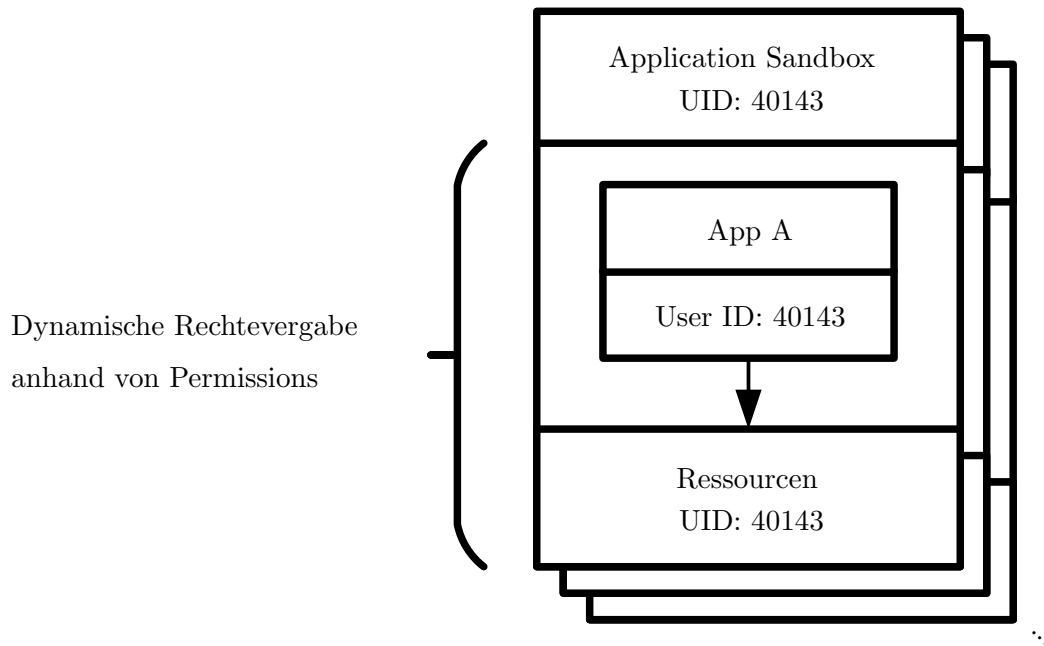 Application Sandbox
UID: 40143
App A
User ID: 40143
Dynamische Rechtevergabe
anhand von Permissions
Ressourcen
UID: 40143